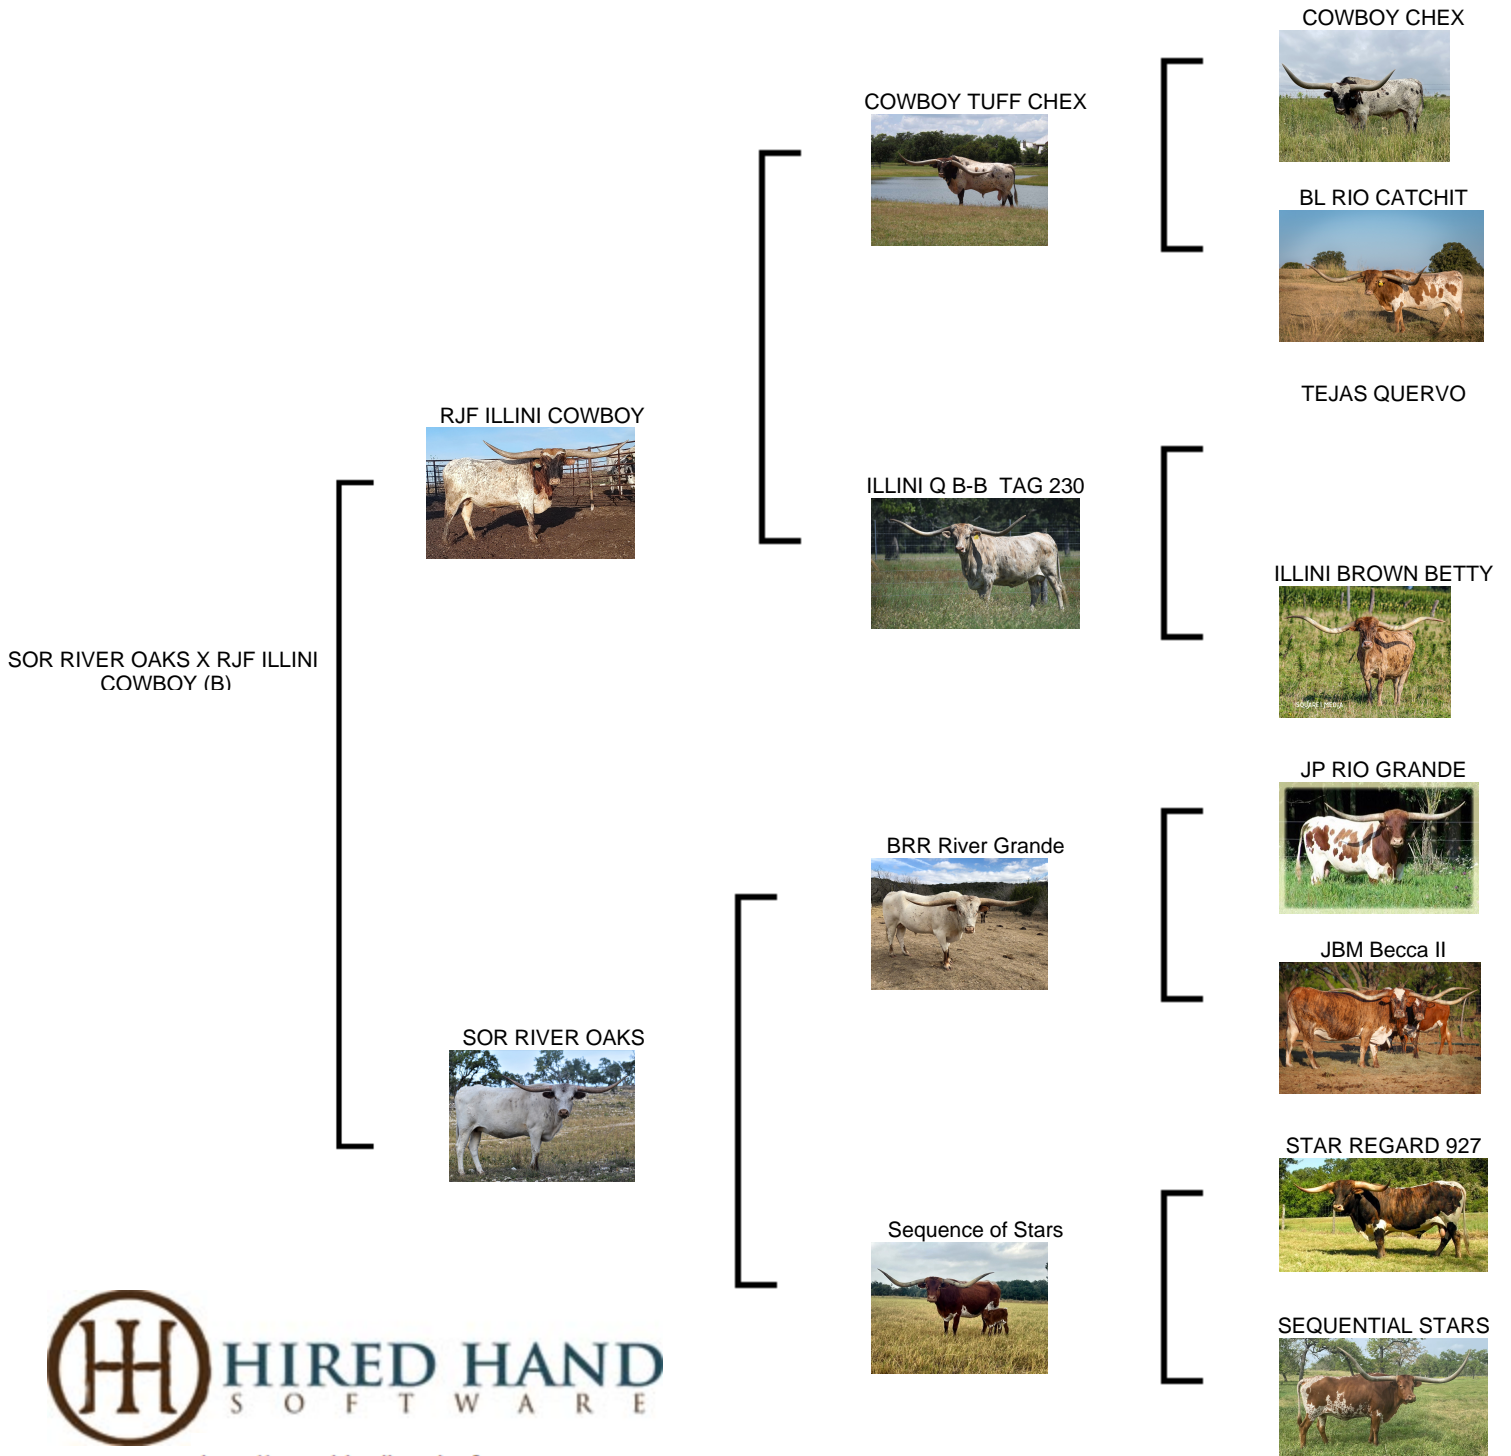 COWBOY CHEX
COWBOY TUFF CHEX
BL RIO CATCHIT
TEJAS QUERVO
RJF ILLINI COWBOY
ILLINI Q B-B  TAG 230
ILLINI BROWN BETTY
SOR RIVER OAKS X RJF ILLINI
COWBOY (B)
JP RIO GRANDE
BRR River Grande
JBM Becca II
SOR RIVER OAKS
STAR REGARD 927
Sequence of Stars
SEQUENTIAL STARS
HIRED HAND
SOFTWARE